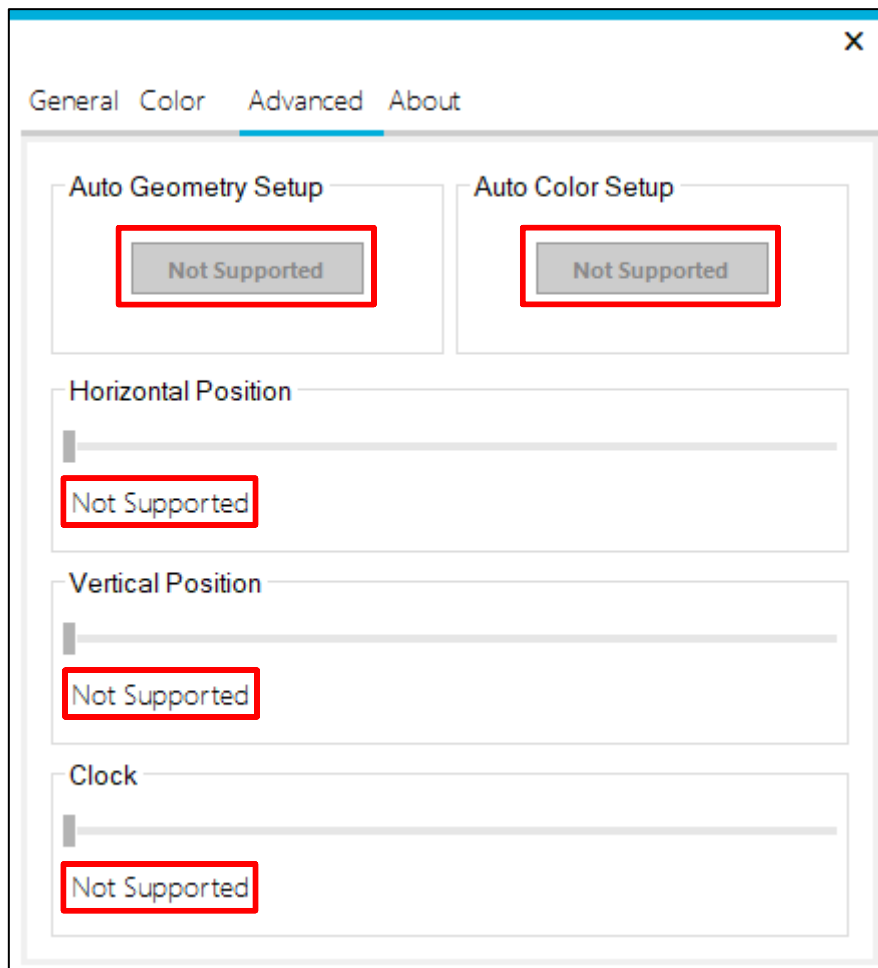 ×
General Color Advanced About
Auto Geometry Setup Auto Color Setup
Not Supported Not Supported
Horizontal Position
Not Supported
Vertical Position
Not Supported
Clock
Not Supported